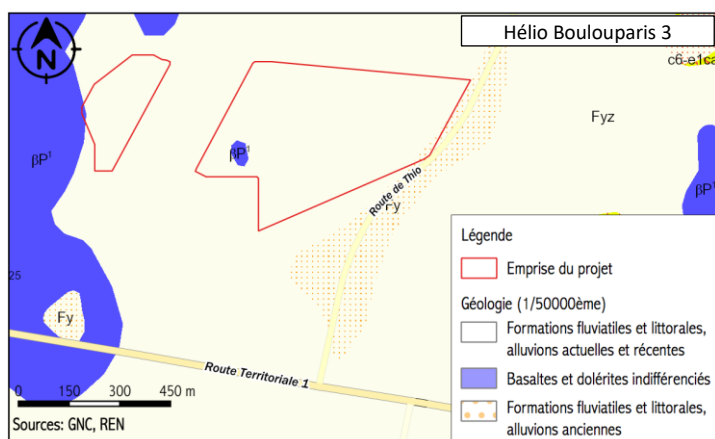 Hélio Boulouparis 3
N
c6-e1ca
Fyz
βP¹
βP¹
βP¹
Route de Thio
Fy
25
Fy
Route Territoriale 1
0 150 300 450 m
Sources: GNC, REN
Légende
Emprise du projet
Géologie (1/50000ème)
Formations fluviatiles et littorales,
alluvions actuelles et récentes
Basaltes et dolérites indifférenciés
Formations fluviatiles et littorales,
alluvions anciennes